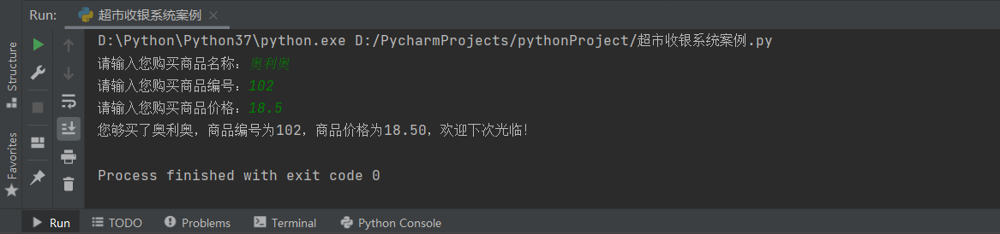 Run: 超市收银系统案例
D:\Python\Python37\python.exe D:/PycharmProjects/pythonProject/超市收银系统案例.py
请输入您购买商品名称：奥利奥
请输入您购买商品编号：102
请输入您购买商品价格：18.5
您够买了奥利奥，商品编号为102，商品价格为18.50，欢迎下次光临！
Process finished with exit code 0
Structure
Favorites
Run TODO Problems Terminal Python Console